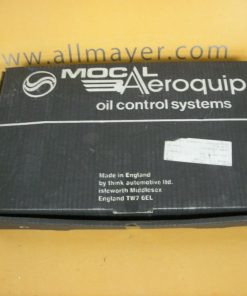 www.allmayer.com
MOCAL
Aeroquip
oil control systems
Made in England
by think automotive ltd.
isleworth Middlesex
England TW7 6EL